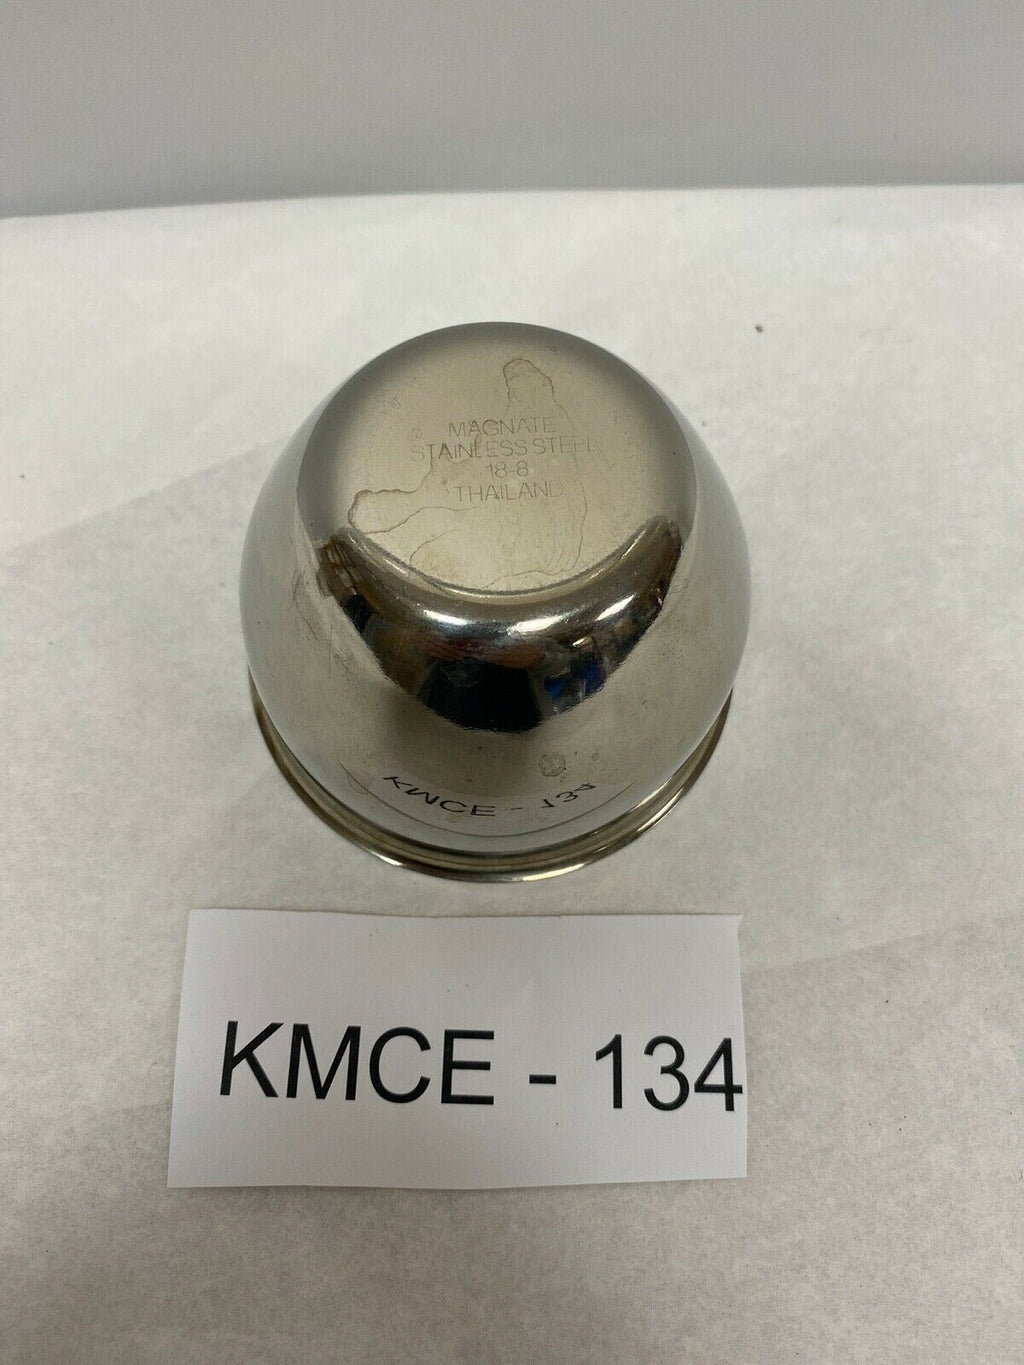 MAGNATE
STAINLESS STEEL
18-8
THAILAND
KMCE - 134
KMCE - 134